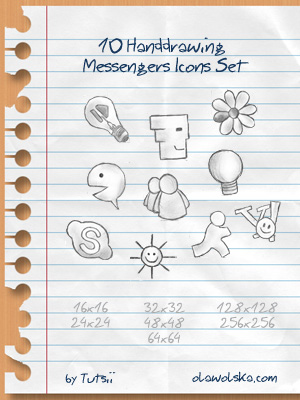 10 Handdrawing
Messengers Icons Set
S
16x16 32x32 128x128
24x24 48x48 256x256
64x64
by Tutsii olawolska.com